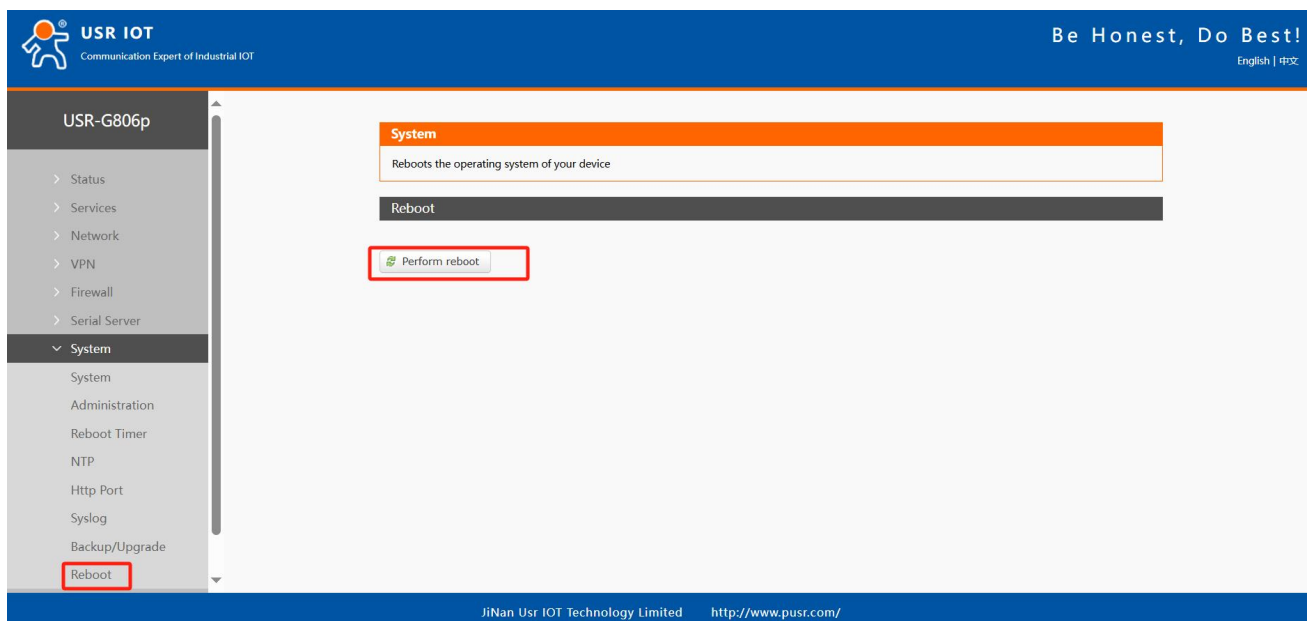 USR IOT
Communication Expert of Industrial IOT
Be Honest, Do Best!
English | 中文
USR-G806p
Status
Services
Network
VPN
Firewall
Serial Server
System
System
Administration
Reboot Timer
NTP
Http Port
Syslog
Backup/Upgrade
Reboot
System
Reboots the operating system of your device
Reboot
Perform reboot
JiNan Usr IOT Technology Limited http://www.pusr.com/